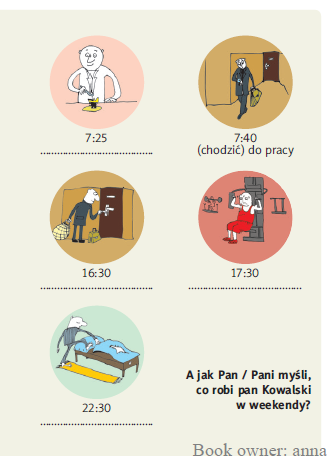 7:25
7:40
(chodzić) do pracy
16:30
17:30
22:30
A jak Pan / Pani myśli,
co robi pan Kowalski
w weekendy?
Book owner: anna